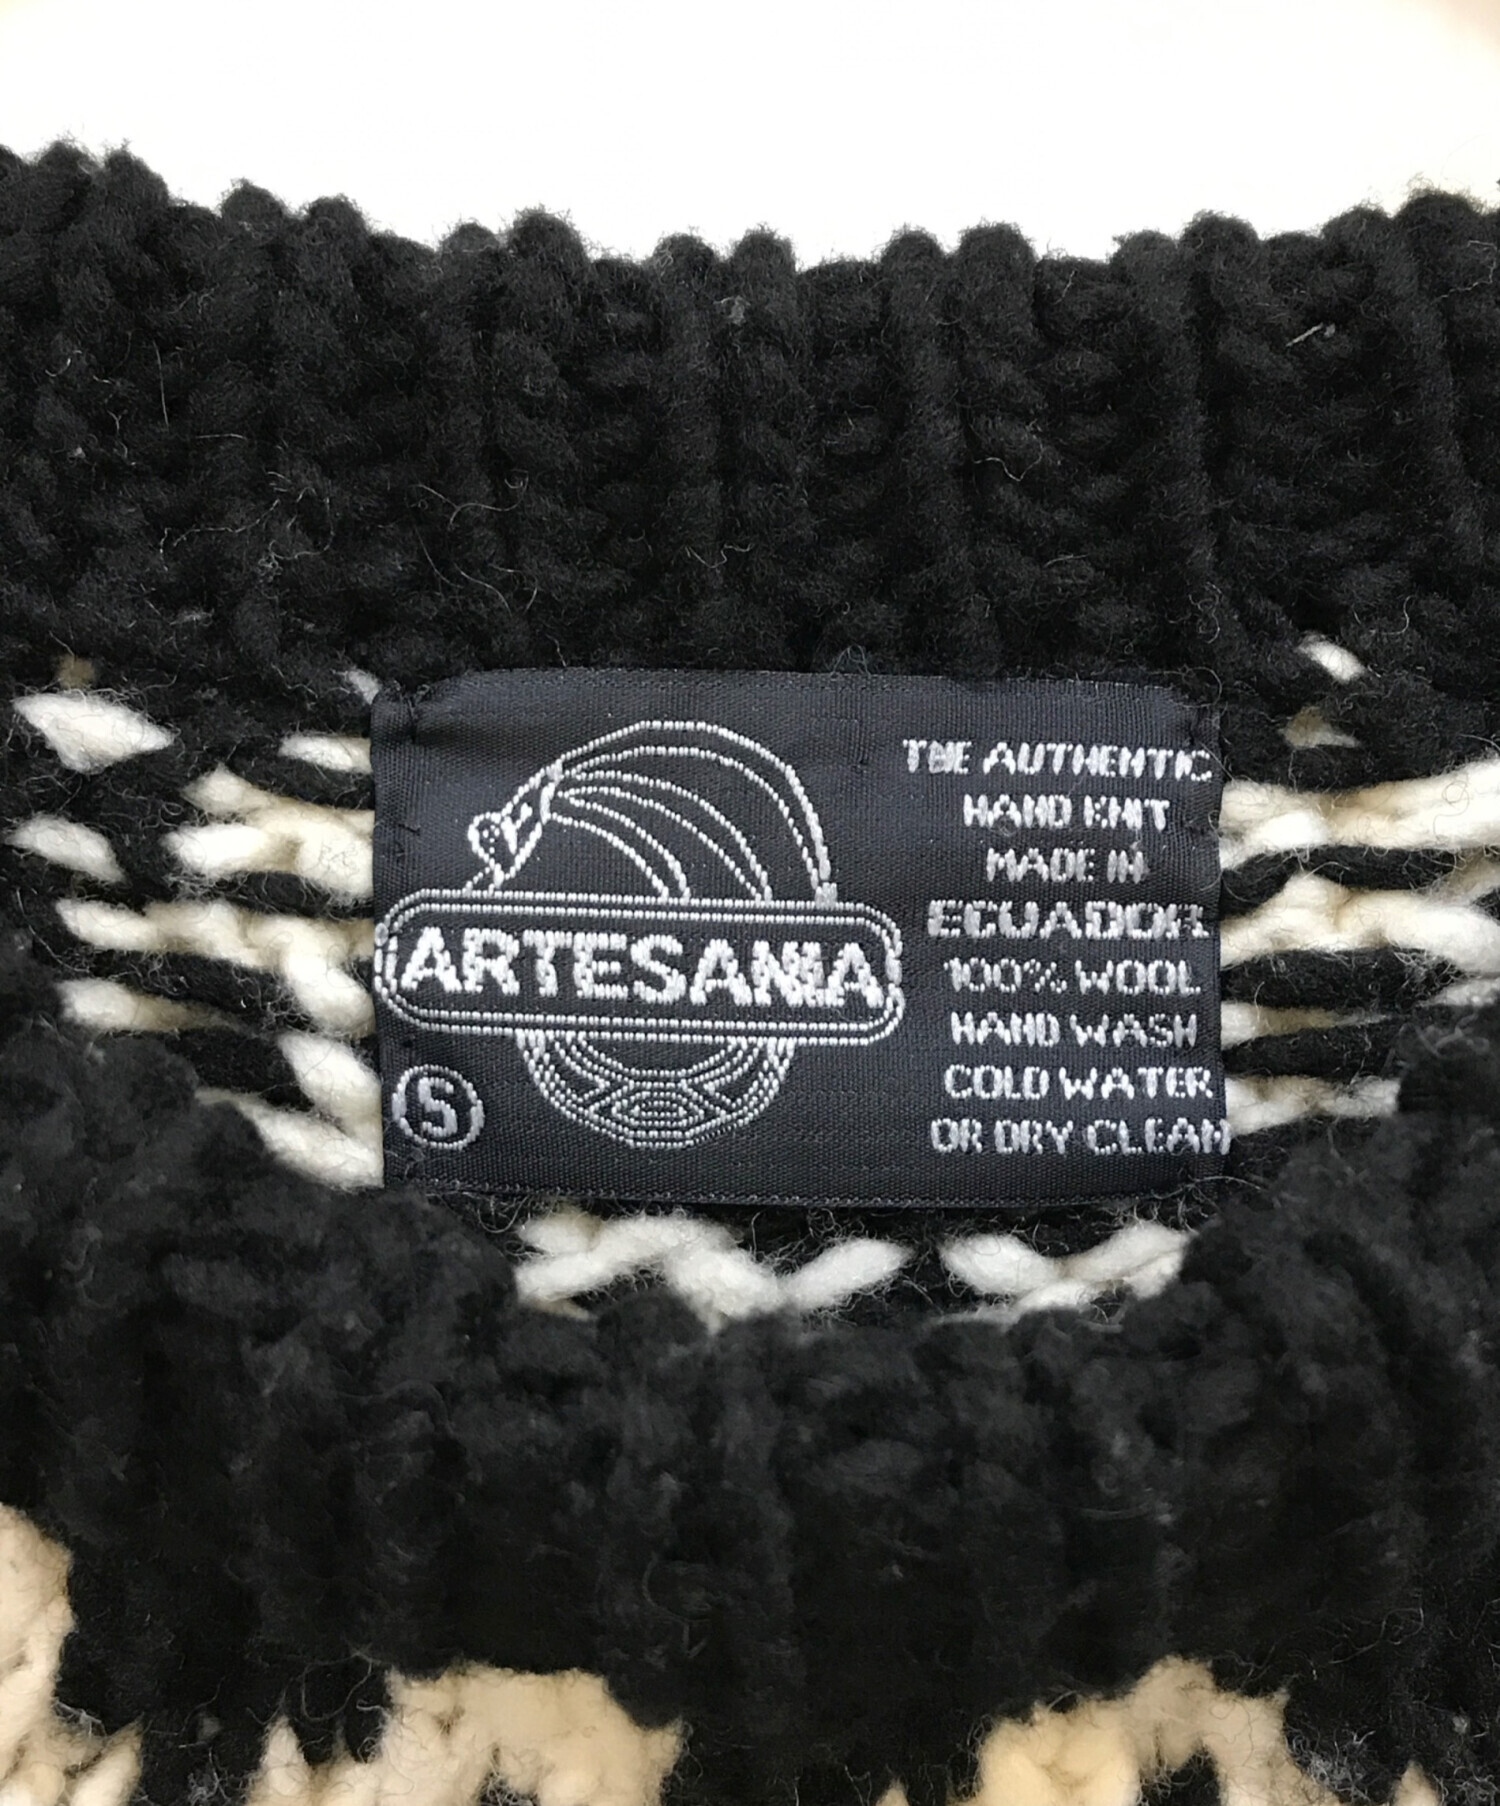 ARTESANIA
S
THE AUTHENTIC
HAND KNIT
MADE IN
ECUADOR
100% WOOL
HAND WASH
COLD WATER
OR DRY CLEAN